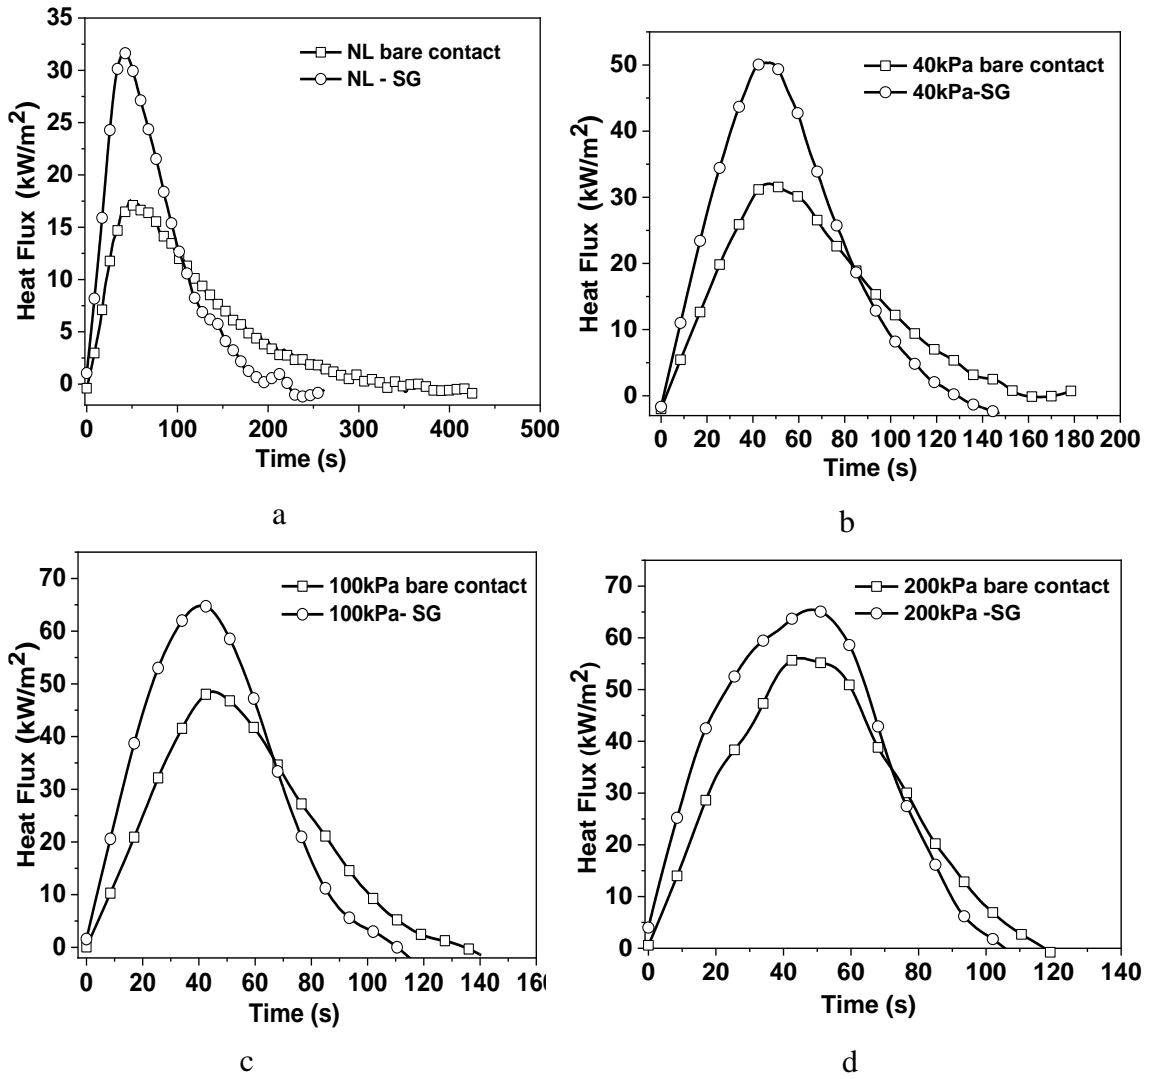 35
30
25
20
15
10
5
0
Heat Flux (kW/m²)
NL bare contact
NL - SG
0 100 200 300 400 500
Time (s)
a
50
40
30
20
10
0
Heat Flux (kW/m²)
40kPa bare contact
40kPa-SG
0 20 40 60 80 100 120 140 160 180 200
Time (s)
b
70
60
50
40
30
20
10
0
Heat Flux (kW/m²)
100kPa bare contact
100kPa- SG
0 20 40 60 80 100 120 140 160
Time (s)
c
70
60
50
40
30
20
10
0
Heat Flux (kW/m²)
200kPa bare contact
200kPa -SG
0 20 40 60 80 100 120 140
Time (s)
d